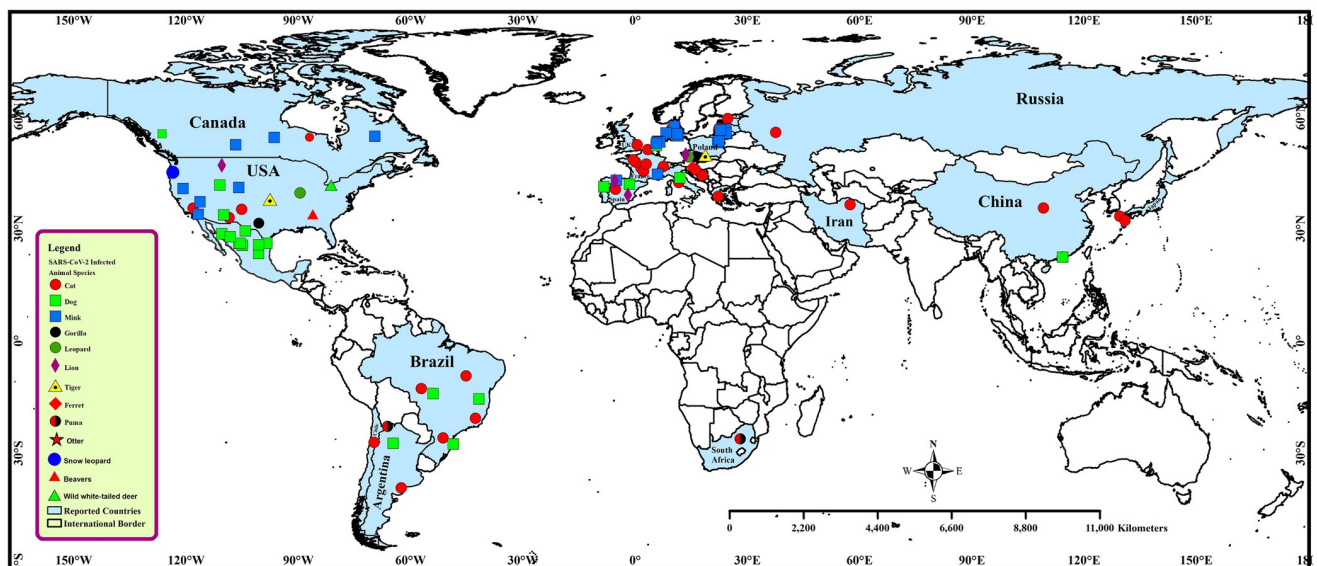 150°W 120°W 90°W 60°W 30°W 0° 30°E 60°E 90°E 120°E 150°E 18
60°N
60°N
Canada
Russia
UK
Poland
USA
Spain
China
Japan
Iran
30°N
30°N
Legend
SARS-CoV-2 Infected
Animal Species
Cat
Dog
Mink
Gorilla
Leopard
Lion
Tiger
Ferret
Puma
Otter
Snow leopard
Beavers
Wild white-tailed deer
Reported Countries
International Border
0°
0°
Brazil
Argentina
30°S
30°S
South
Africa
N
W E
S
0 2,200 4,400 6,600 8,800 11,000 Kilometers
°S
150°W 120°W 90°W 60°W 30°W 0° 30°E 60°E 90°E 120°E 150°E 18